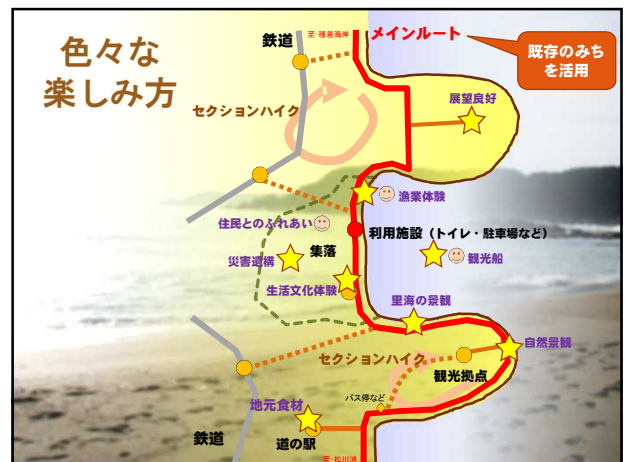 色々な
楽しみ方
鉄道
至・種差海岸
メインルート
既存のみち
を活用
セクションハイク
展望良好
漁業体験
住民とのふれあい
利用施設（トイレ・駐車場など）
災害遺構
集落
観光船
生活文化体験
里海の景観
セクションハイク
自然景観
観光拠点
バス停など
地元食材
鉄道
道の駅
至・松川浦